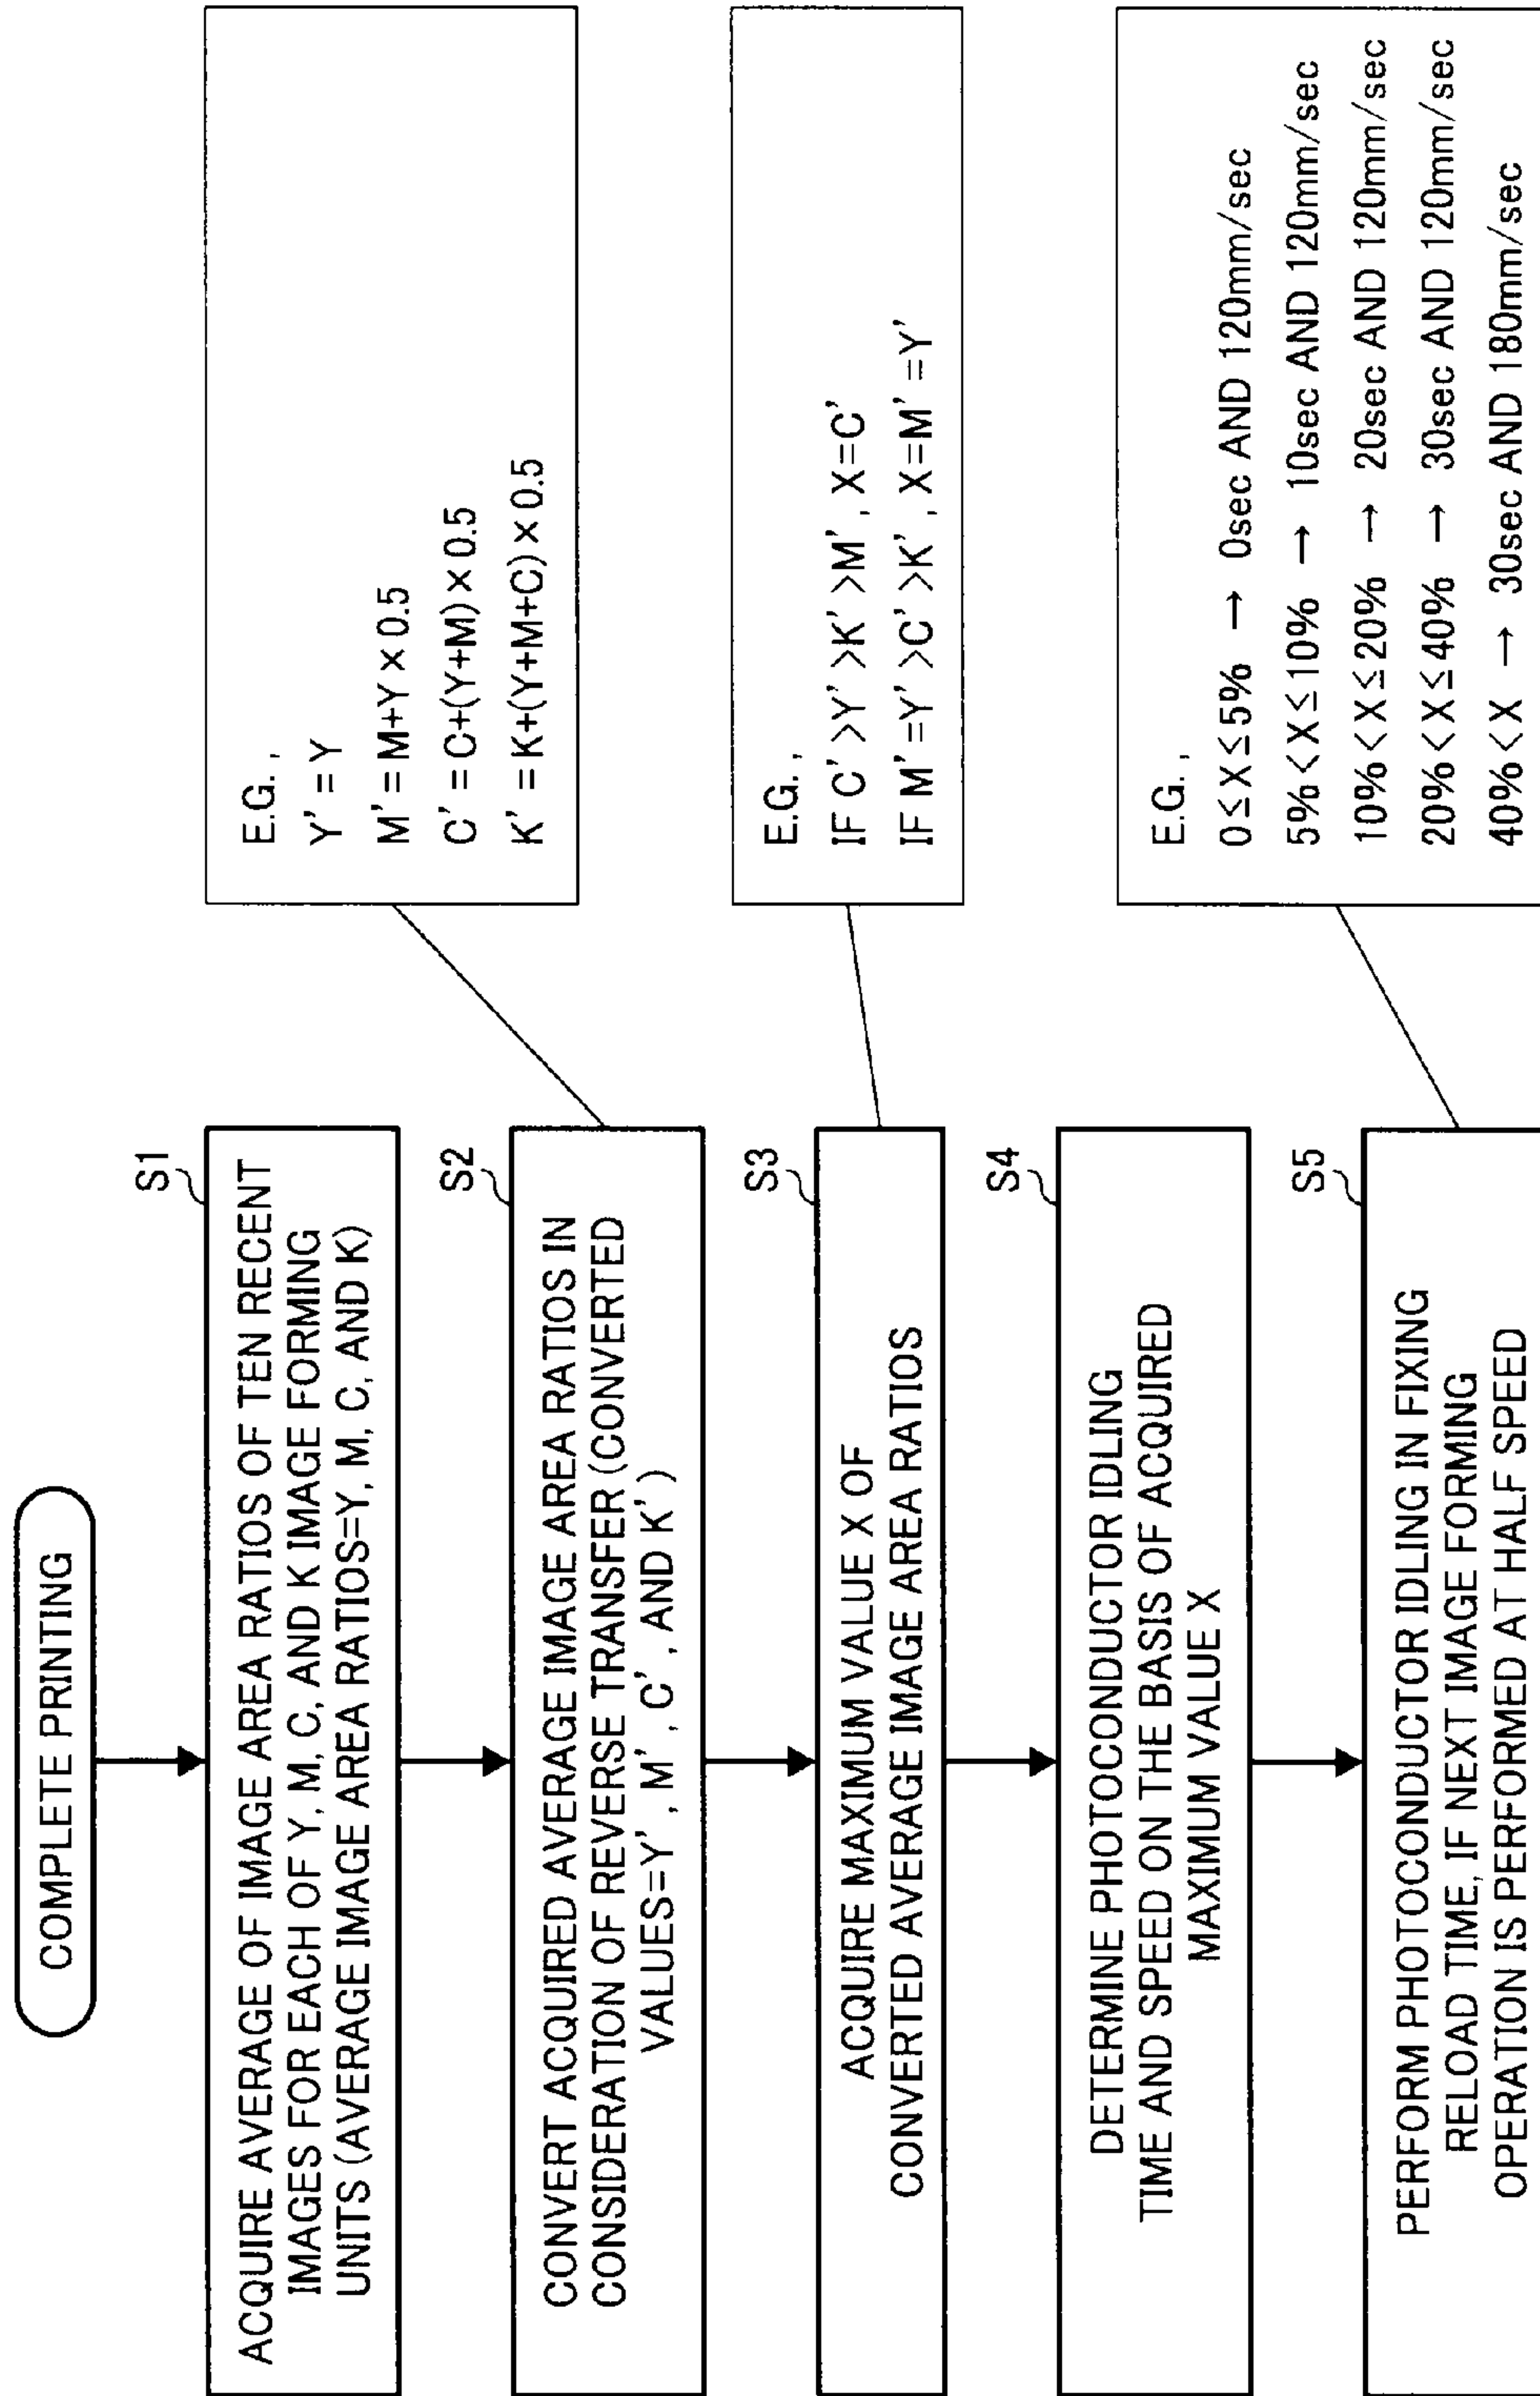 COMPLETE PRINTING
S1
ACQUIRE AVERAGE OF IMAGE AREA RATIOS OF TEN RECENT
IMAGES FOR EACH OF Y, M, C, AND K IMAGE FORMING
UNITS (AVERAGE IMAGE AREA RATIOS=Y, M, C, AND K)
S2
CONVERT ACQUIRED AVERAGE IMAGE AREA RATIOS IN
CONSIDERATION OF REVERSE TRANSFER (CONVERTED
VALUES=Y', M', C', AND K')
E.G.,
Y'=Y
M'=M+Y×0.5
C'=C+(Y+M)×0.5
K'=K+(Y+M+C)×0.5
S3
ACQUIRE MAXIMUM VALUE X OF
CONVERTED AVERAGE IMAGE AREA RATIOS
E.G.,
IF C'>Y'>K'>M', X=C'
IF M'=Y'>C'>K', X=M'=Y'
S4
DETERMINE PHOTOCONDUCTOR IDLING
TIME AND SPEED ON THE BASIS OF ACQUIRED
MAXIMUM VALUE X
S5
PERFORM PHOTOCONDUCTOR IDLING IN FIXING
RELOAD TIME, IF NEXT IMAGE FORMING
OPERATION IS PERFORMED AT HALF SPEED
E.G.,
0≤X≤5% → 0sec AND 120mm/sec
5%<X≤10% → 10sec AND 120mm/sec
10%<X≤20% → 20sec AND 120mm/sec
20%<X≤40% → 30sec AND 120mm/sec
40%<X → 30sec AND 180mm/sec